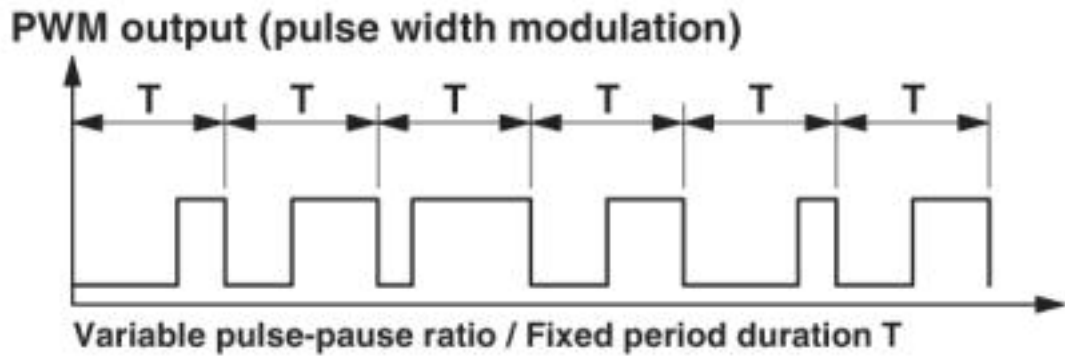 PWM output (pulse width modulation)
T T T T T T
Variable pulse-pause ratio / Fixed period duration T